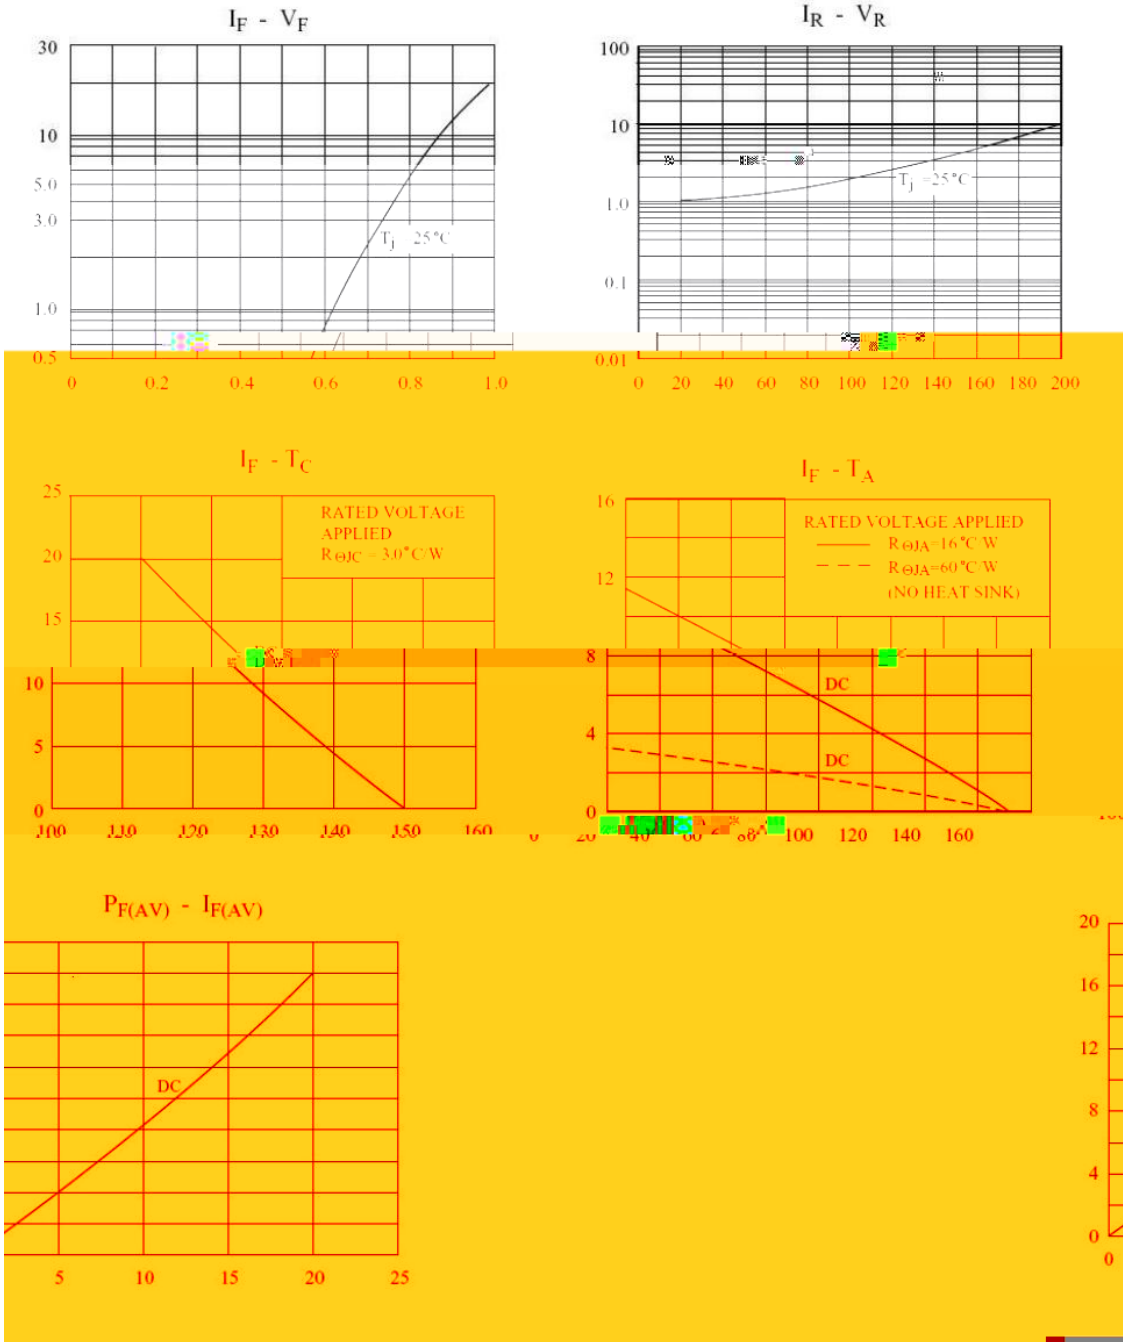 IF - VF
30
10
5.0
3.0
1.0
0.5
Tj 25°C
0 0.2 0.4 0.6 0.8 1.0
IR - VR
100
10
1.0
0.1
0.01
Tj =25°C
0 20 40 60 80 100 120 140 160 180 200
IF - TC
25
20
15
10
5
0
RATED VOLTAGE
APPLIED
RΘJC = 3.0°C/W
100 110 120 130 140 150 160
IF - TA
16
12
8
4
0
RATED VOLTAGE APPLIED
RΘJA=16°C W
RΘJA=60°C W
(NO HEAT SINK)
DC
DC
0 20 40 60 80 100 120 140 160
PF(AV) - IF(AV)
DC
5 10 15 20 25
20
16
12
8
4
0
0